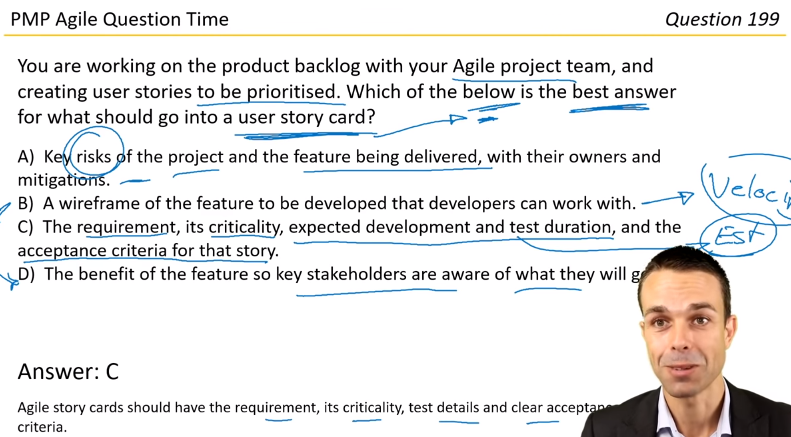 PMP Agile Question Time
Question 199
You are working on the product backlog with your Agile project team, and
creating user stories to be prioritised. Which of the below is the best answer
for what should go into a user story card?
A) Key risks of the project and the feature being delivered, with their owners and
mitigations.
B) A wireframe of the feature to be developed that developers can work with.
C) The requirement, its criticality, expected development and test duration, and the
acceptance criteria for that story.
D) The benefit of the feature so key stakeholders are aware of what they will
Est
Answer: C
Agile story cards should have the requirement, its criticality, test details and clear
criteria.